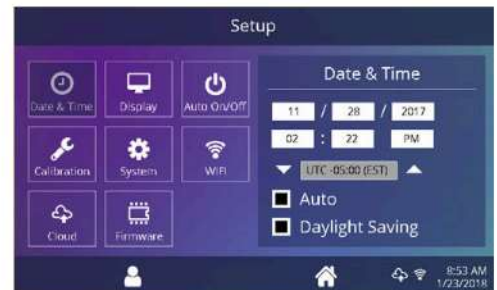 Setup
Date & Time
Display
Auto On/Off
Calibration
System
WIFI
Cloud
Firmware
Date & Time
11 / 28 / 2017
02 : 22 PM
UTC -05:00 (EST)
Auto
Daylight Saving
8:53 AM
1/23/2018